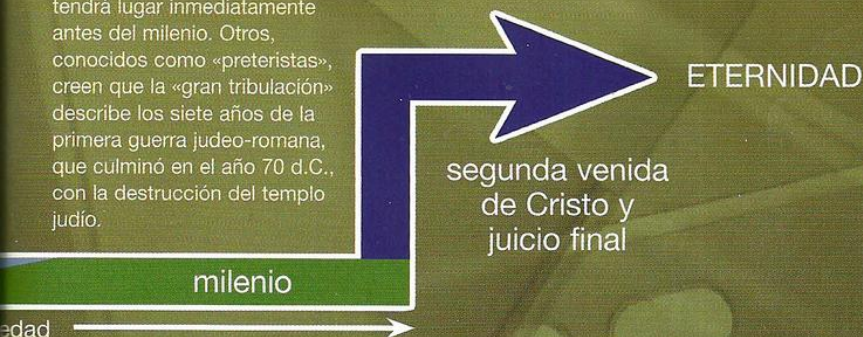 tendrá lugar inmediatamente
antes del milenio. Otros,
conocidos como «preteristas»,
creen que la «gran tribulación»
describe los siete años de la
primera guerra judeo-romana,
que culminó en el año 70 d.C.,
con la destrucción del templo
judío.
ETERNIDAD
segunda venida
de Cristo y
juicio final
milenio
edad